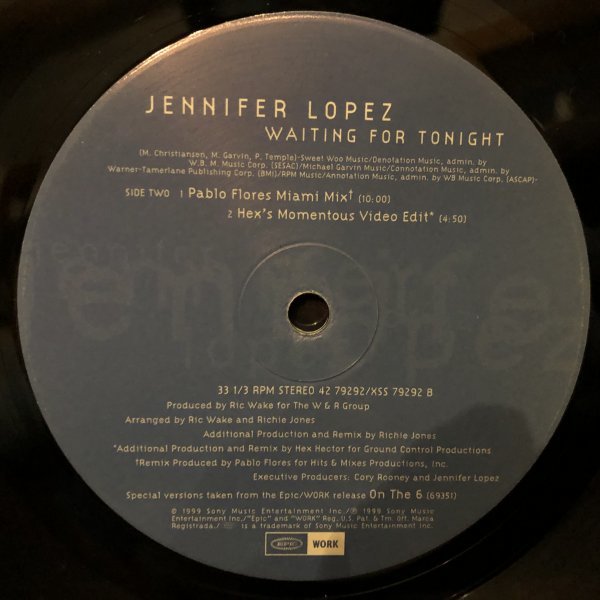 JENNIFER LOPEZ
WAITING FOR TONIGHT
(M. Christiansen, M. Garvin, P. Temple)-Sweet Woo Music/Denotation Music, admin. by
W.B.M. Music Corp. (SESAC)/Michael Garvin Music/Connotation Music, admin. by
Warner-Tamerlane Publishing Corp. (BMI)/RPM Music/Annotation Music, admin. by WB Music Corp. (ASCAP)-
SIDE TWO 1 Pablo Flores Miami Mix† (10:00)
2 Hex's Momentous Video Edit* (4:50)
33 1/3 RPM STEREO 42 79292/XSS 79292 B
Produced by Ric Wake for The W & R Group
Arranged by Ric Wake and Richie Jones
Additional Production and Remix by Richie Jones
*Additional Production and Remix by Hex Hector for Ground Control Productions
†Remix Produced by Pablo Flores for Hits & Mixes Productions, Inc.
Executive Producers: Cory Rooney and Jennifer Lopez
Special versions taken from the Epic/WORK release On The 6 (69351)
© 1999 Sony Music Entertainment Inc./℗ 1999 Sony Music
Entertainment Inc./"Epic" and "WORK" Reg. U.S. Pat. & Tm. Off. Marca
Registrada./ is a trademark of Sony Music Entertainment Inc.
EPIC WORK